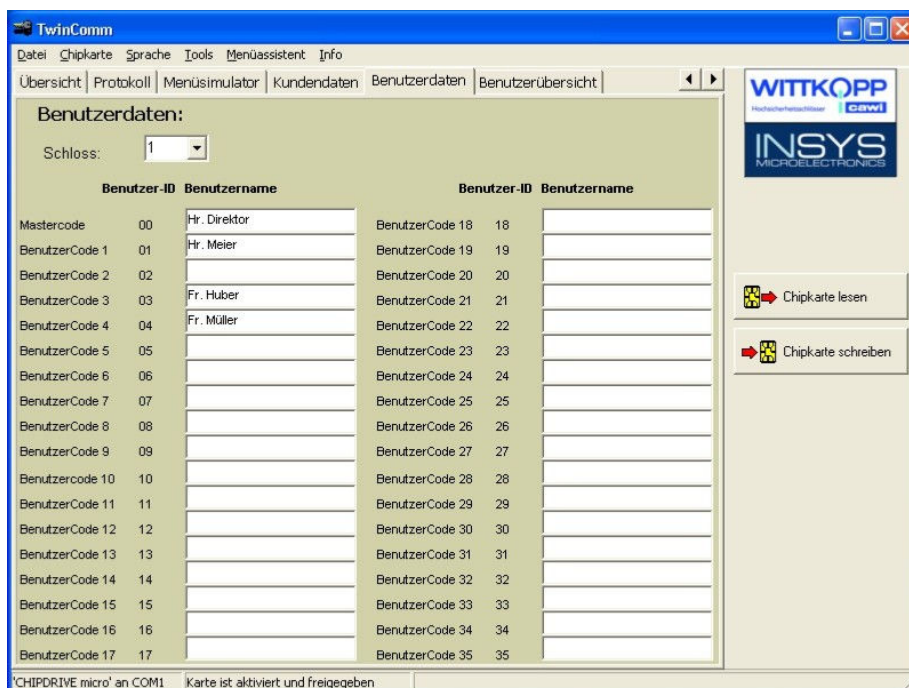 TwinComm
Datei Chipkarte Sprache Tools Menüassistent Info
Übersicht Protokoll Menüsimulator Kundendaten Benutzerdaten Benutzerübersicht
WITTKOPP
Hochsicherheitsschlösser cawi
INSYS
MICROELECTRONICS
Benutzerdaten:
Schloss: 1
Benutzer-ID Benutzername Benutzer-ID Benutzername
Mastercode 00 Hr. Direktor BenutzerCode 18 18
BenutzerCode 1 01 Hr. Meier BenutzerCode 19 19
BenutzerCode 2 02 BenutzerCode 20 20
BenutzerCode 3 03 Fr. Huber BenutzerCode 21 21
BenutzerCode 4 04 Fr. Müller BenutzerCode 22 22
BenutzerCode 5 05 BenutzerCode 23 23
BenutzerCode 6 06 BenutzerCode 24 24
BenutzerCode 7 07 BenutzerCode 25 25
BenutzerCode 8 08 BenutzerCode 26 26
BenutzerCode 9 09 BenutzerCode 27 27
Benutzercode 10 10 BenutzerCode 28 28
BenutzerCode 11 11 BenutzerCode 29 29
BenutzerCode 12 12 BenutzerCode 30 30
BenutzerCode 13 13 BenutzerCode 31 31
BenutzerCode 14 14 BenutzerCode 32 32
BenutzerCode 15 15 BenutzerCode 33 33
BenutzerCode 16 16 BenutzerCode 34 34
BenutzerCode 17 17 BenutzerCode 35 35
Chipkarte lesen
Chipkarte schreiben
'CHIPDRIVE micro' an COM1 Karte ist aktiviert und freigegeben